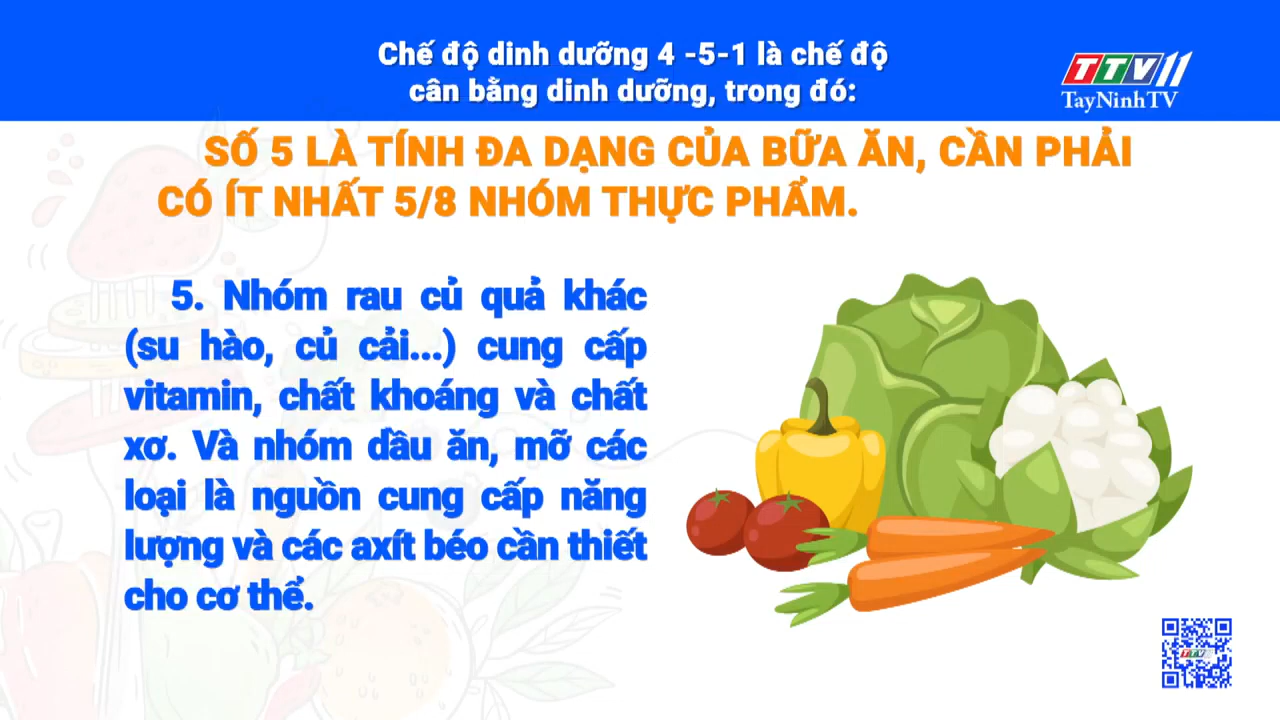 Chế độ dinh dưỡng 4 -5-1 là chế độ
cân bằng dinh dưỡng, trong đó:
TTV11
TayNinhTV
SỐ 5 LÀ TÍNH ĐA DẠNG CỦA BỮA ĂN, CẦN PHẢI
CÓ ÍT NHẤT 5/8 NHÓM THỰC PHẨM.
5. Nhóm rau củ quả khác
(su hào, củ cải...) cung cấp
vitamin, chất khoáng và chất
xơ. Và nhóm dầu ăn, mỡ các
loại là nguồn cung cấp năng
lượng và các axít béo cần thiết
cho cơ thể.
TTV